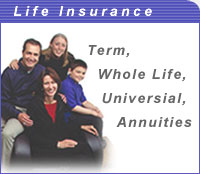 Life Insurance
Term,
Whole Life,
Universial,
Annuities